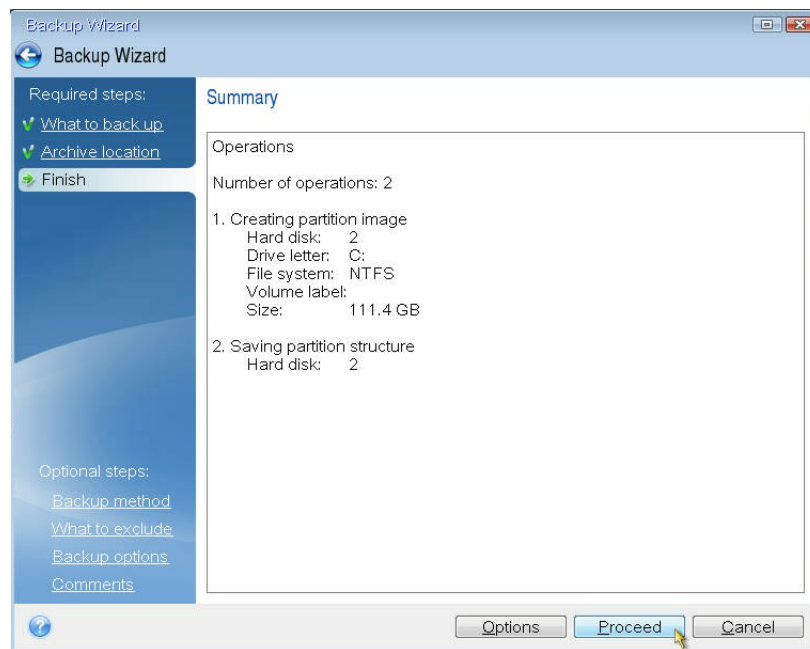 Backup Wizard
Backup Wizard
Required steps:
What to back up
Archive location
Finish
Summary
Operations
Number of operations: 2
1. Creating partition image
Hard disk: 2
Drive letter: C:
File system: NTFS
Volume label:
Size: 111.4 GB
2. Saving partition structure
Hard disk: 2
Optional steps:
Backup method
What to exclude
Backup options
Comments
Options Proceed Cancel